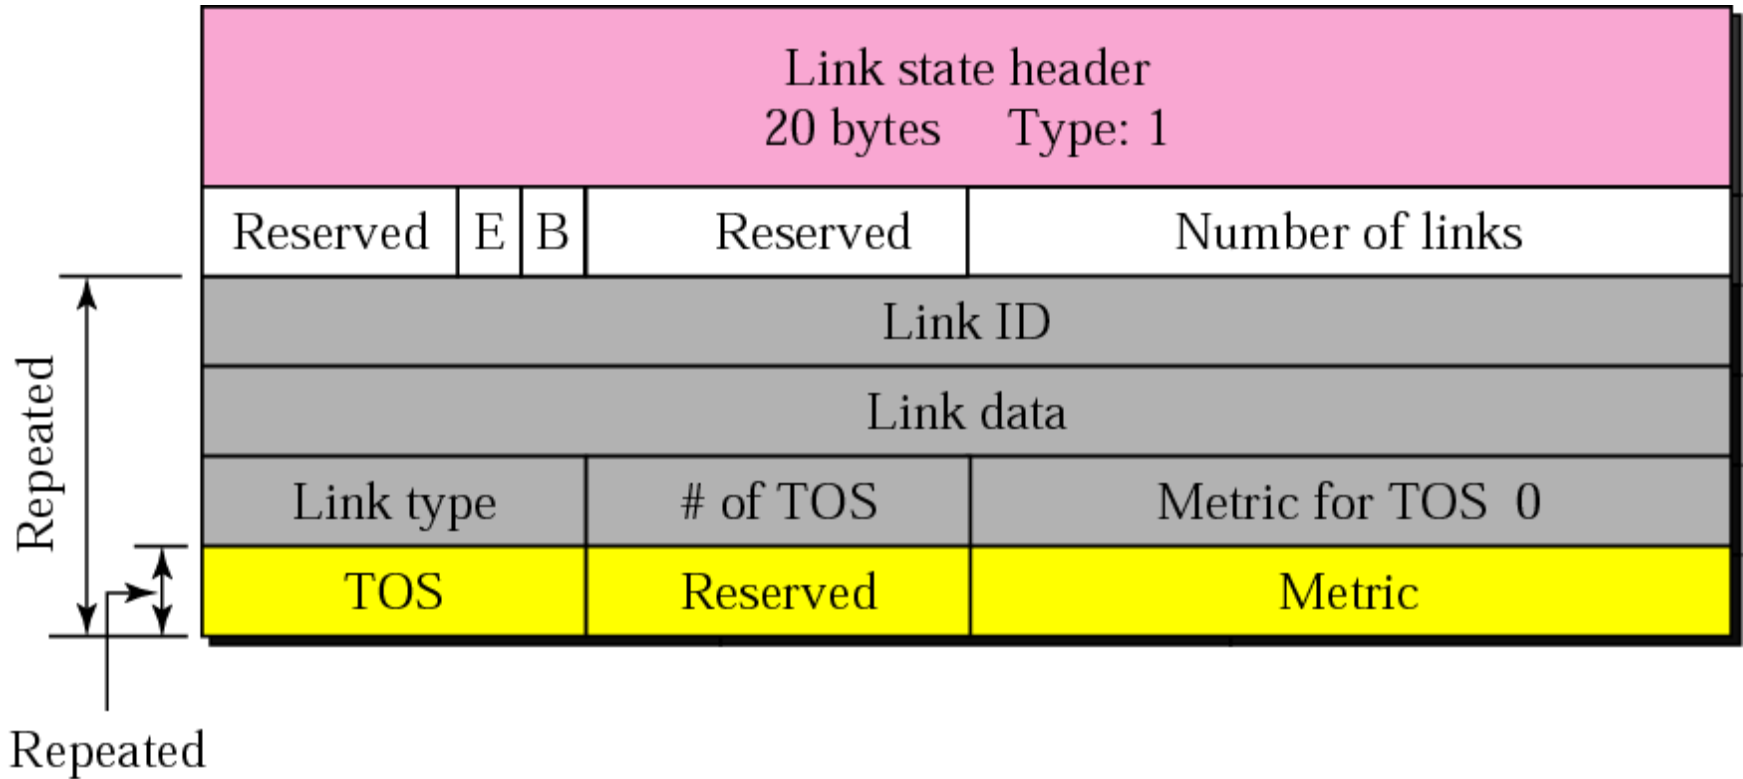 Link state header
20 bytes Type: 1
Reserved E B Reserved Number of links
Link ID
Link data
Link type # of TOS Metric for TOS 0
TOS Reserved Metric
Repeated
Repeated